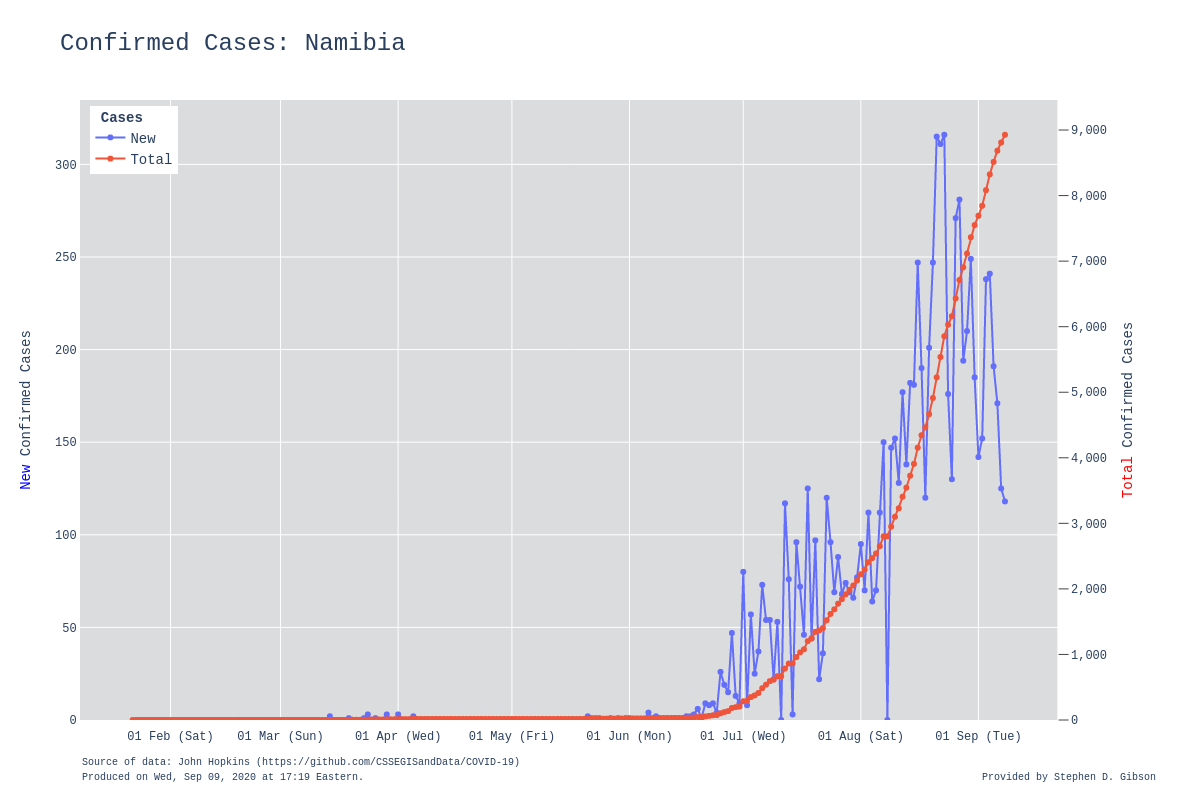 Confirmed Cases: Namibia
Cases
New
Total
300
250
200
150
100
50
0
9,000
8,000
7,000
6,000
5,000
4,000
3,000
2,000
1,000
0
New Confirmed Cases
Total Confirmed Cases
01 Feb (Sat)
01 Mar (Sun)
01 Apr (Wed)
01 May (Fri)
01 Jun (Mon)
01 Jul (Wed)
01 Aug (Sat)
01 Sep (Tue)
Source of data: John Hopkins (https://github.com/CSSEGISandData/COVID-19)
Produced on Wed, Sep 09, 2020 at 17:19 Eastern.
Provided by Stephen D. Gibson